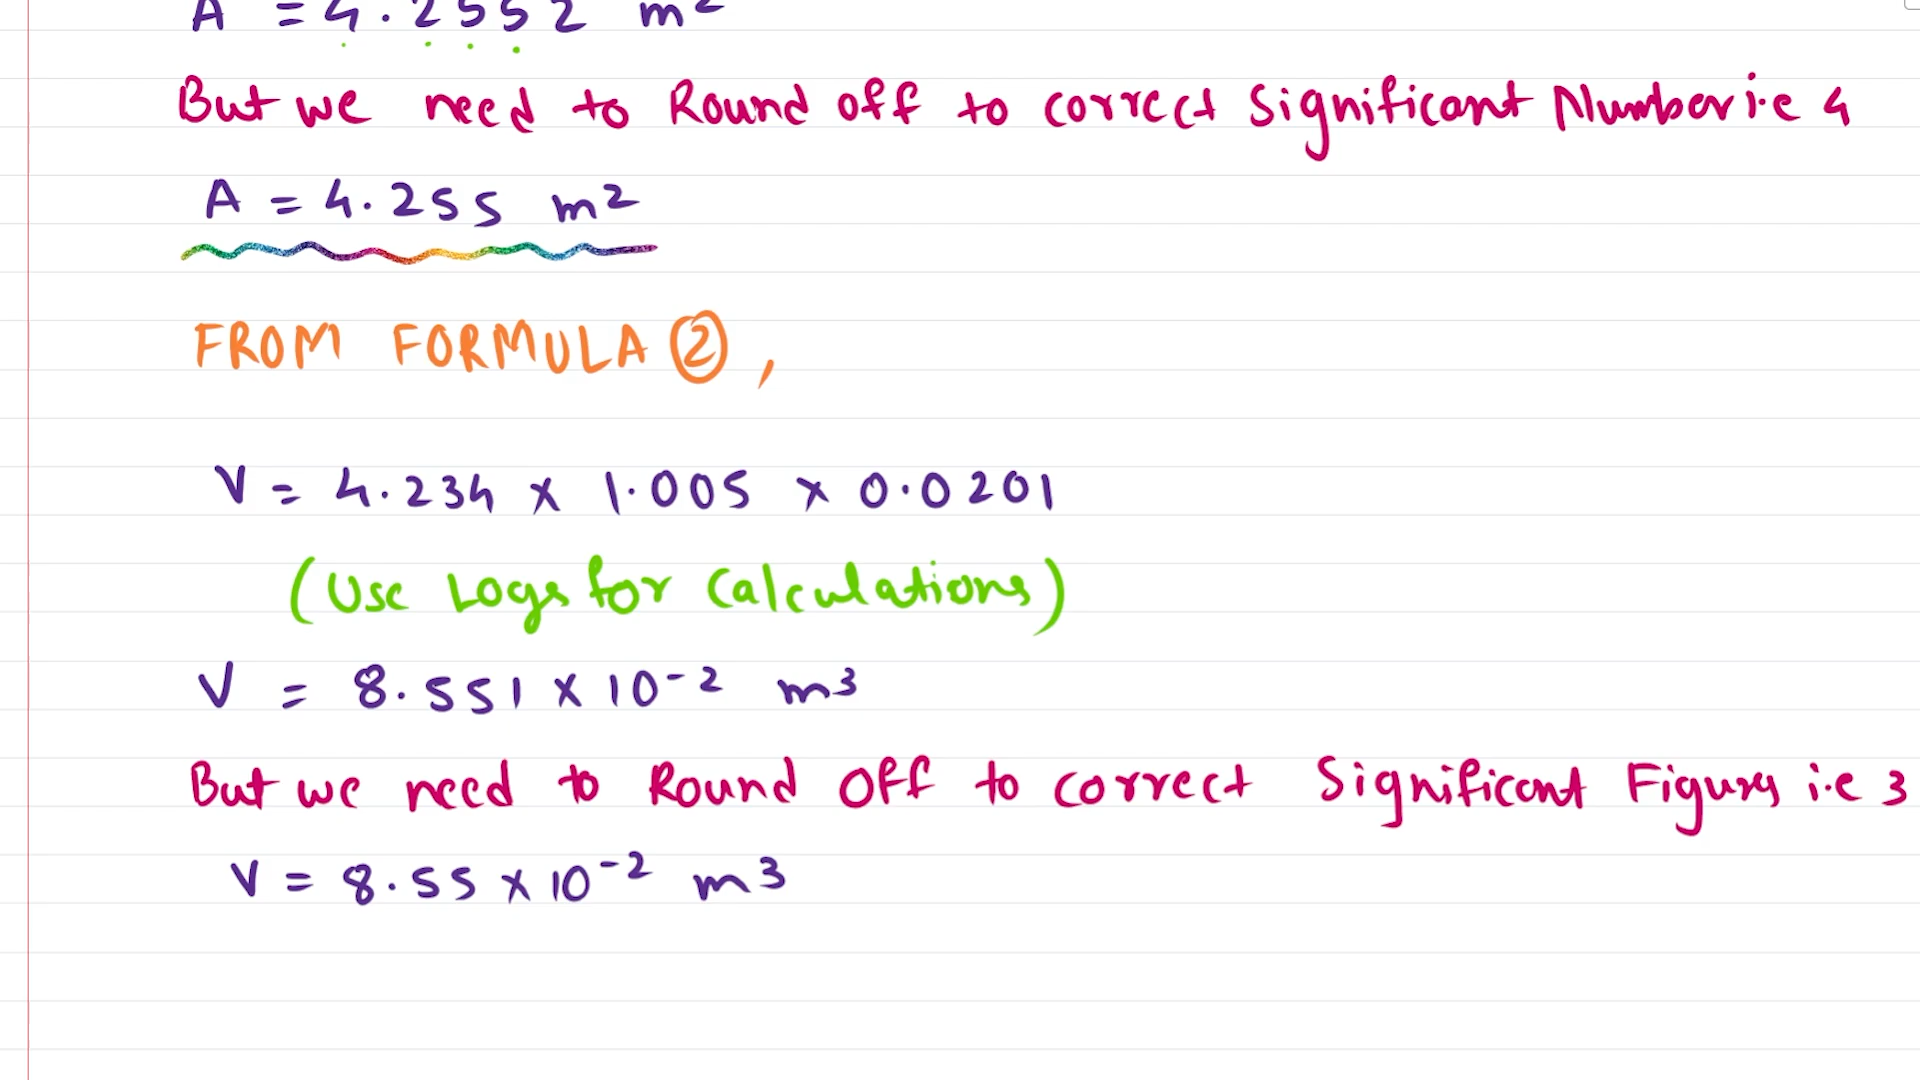 A = 4.2552 m²
But we need to Round off to correct Significant Number i.e 4
A = 4.255 m²
FROM FORMULA ②,
V = 4.234 x 1.005 x 0.0201
(Use Logs for Calculations)
V = 8.551 x 10⁻² m³
But we need to Round Off to correct Significant Figures i.e 3
V = 8.55 x 10⁻² m³